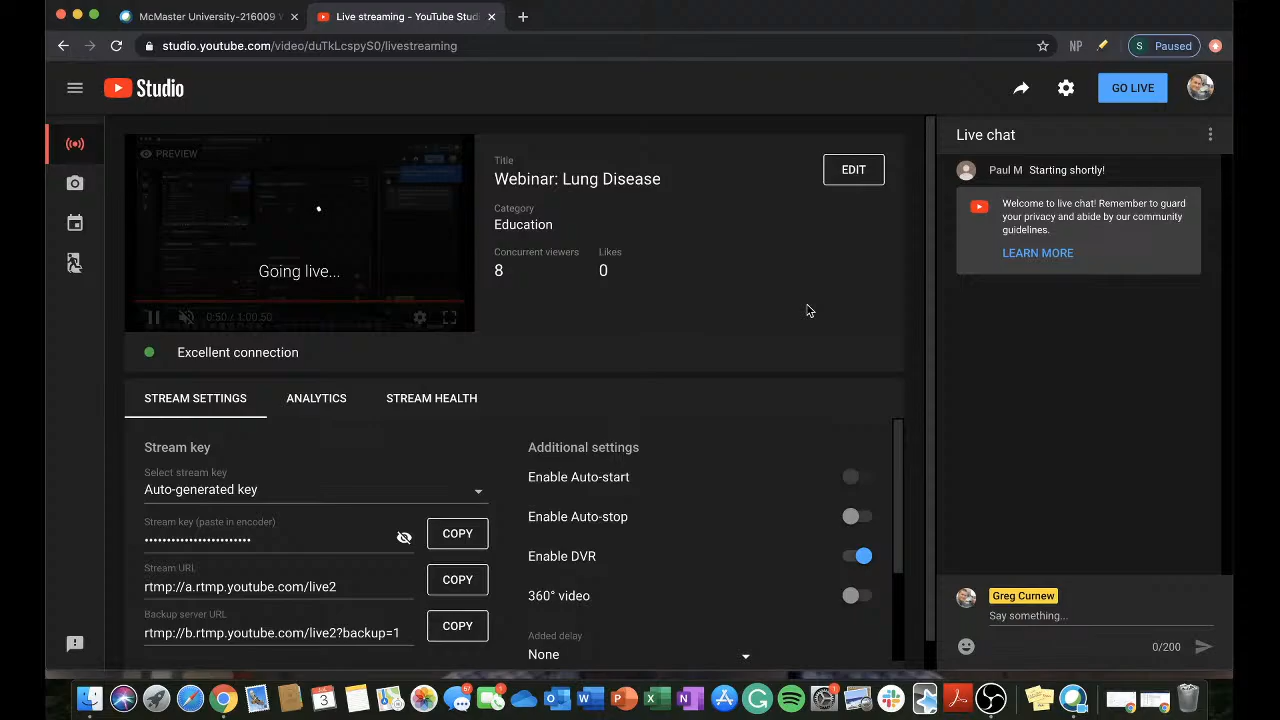 McMaster University-216009
Live streaming - YouTube Studi
studio.youtube.com/video/duTkLcspyS0/livestreaming
NP
S Paused
Studio
GO LIVE
PREVIEW
Going live...
0:50 / 1:00:50
Title
Webinar: Lung Disease
EDIT
Category
Education
Concurrent viewers Likes
8 0
Excellent connection
STREAM SETTINGS ANALYTICS STREAM HEALTH
Stream key
Select stream key
Auto-generated key
Stream key (paste in encoder)
COPY
Stream URL
rtmp://a.rtmp.youtube.com/live2
COPY
Backup server URL
rtmp://b.rtmp.youtube.com/live2?backup=1
COPY
Additional settings
Enable Auto-start
Enable Auto-stop
Enable DVR
360° video
Added delay
None
Live chat
Paul M Starting shortly!
Welcome to live chat! Remember to guard
your privacy and abide by our community
guidelines.
LEARN MORE
Greg Curnew
Say something...
0/200